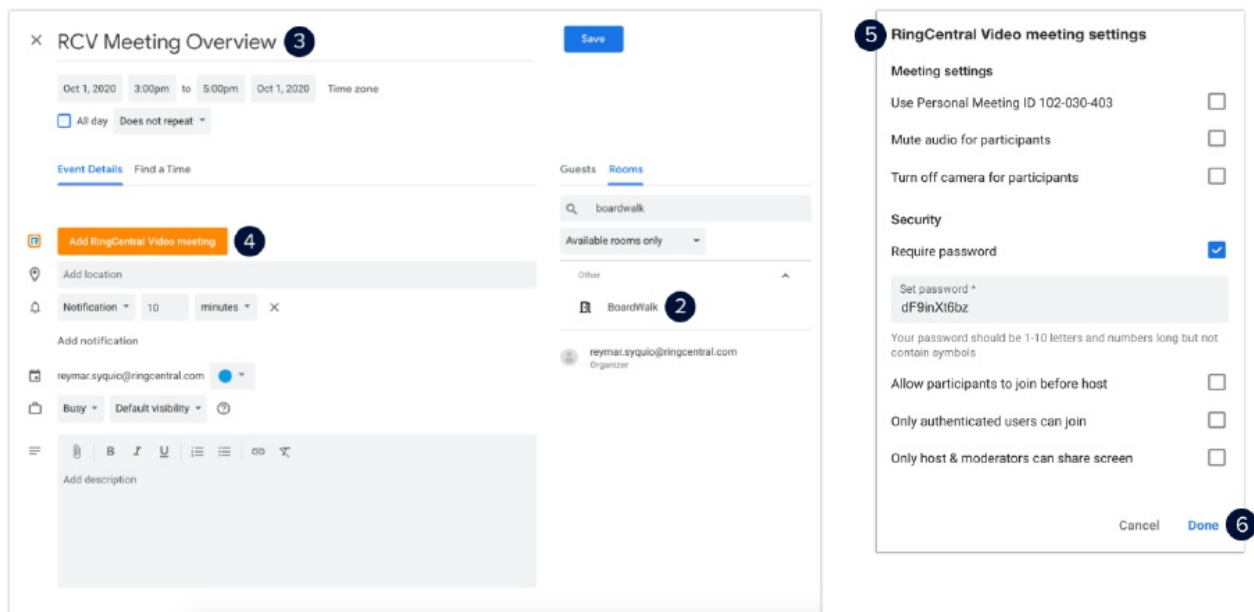 RCV Meeting Overview 3
Save
Oct 1, 2020 3:00pm to 5:00pm Oct 1, 2020 Time zone
All day Does not repeat
Event Details Find a Time
Guests Rooms
boardwalk
Add RingCentral Video meeting 4
Available rooms only
Add location
Other
Notification 10 minutes
BoardWalk 2
Add notification
reymar.syquio@ringcentral.com
Organizer
reymar.syquio@ringcentral.com
Busy Default visibility
B I U
Add description
5 RingCentral Video meeting settings
Meeting settings
Use Personal Meeting ID 102-030-403
Mute audio for participants
Turn off camera for participants
Security
Require password
Set password *
dF9inXt6bz
Your password should be 1-10 letters and numbers long but not
contain symbols
Allow participants to join before host
Only authenticated users can join
Only host & moderators can share screen
Cancel Done 6